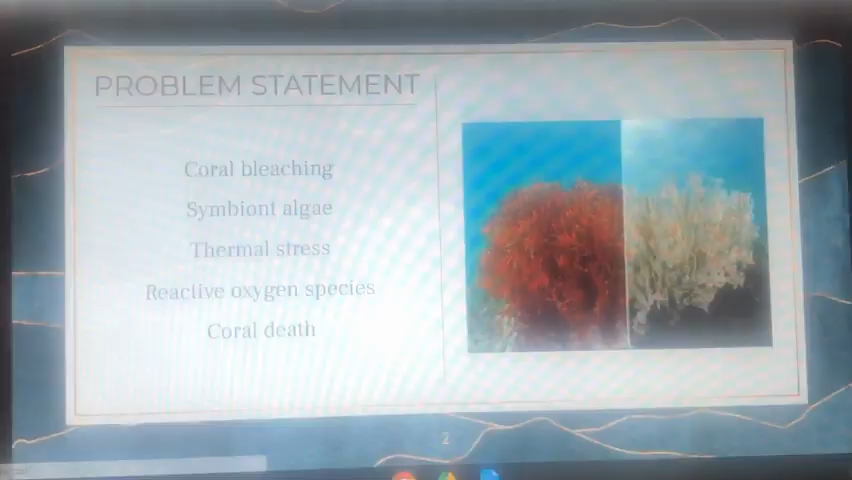 PROBLEM STATEMENT
Coral bleaching
Symbiont algae
Thermal stress
Reactive oxygen species
Coral death
2